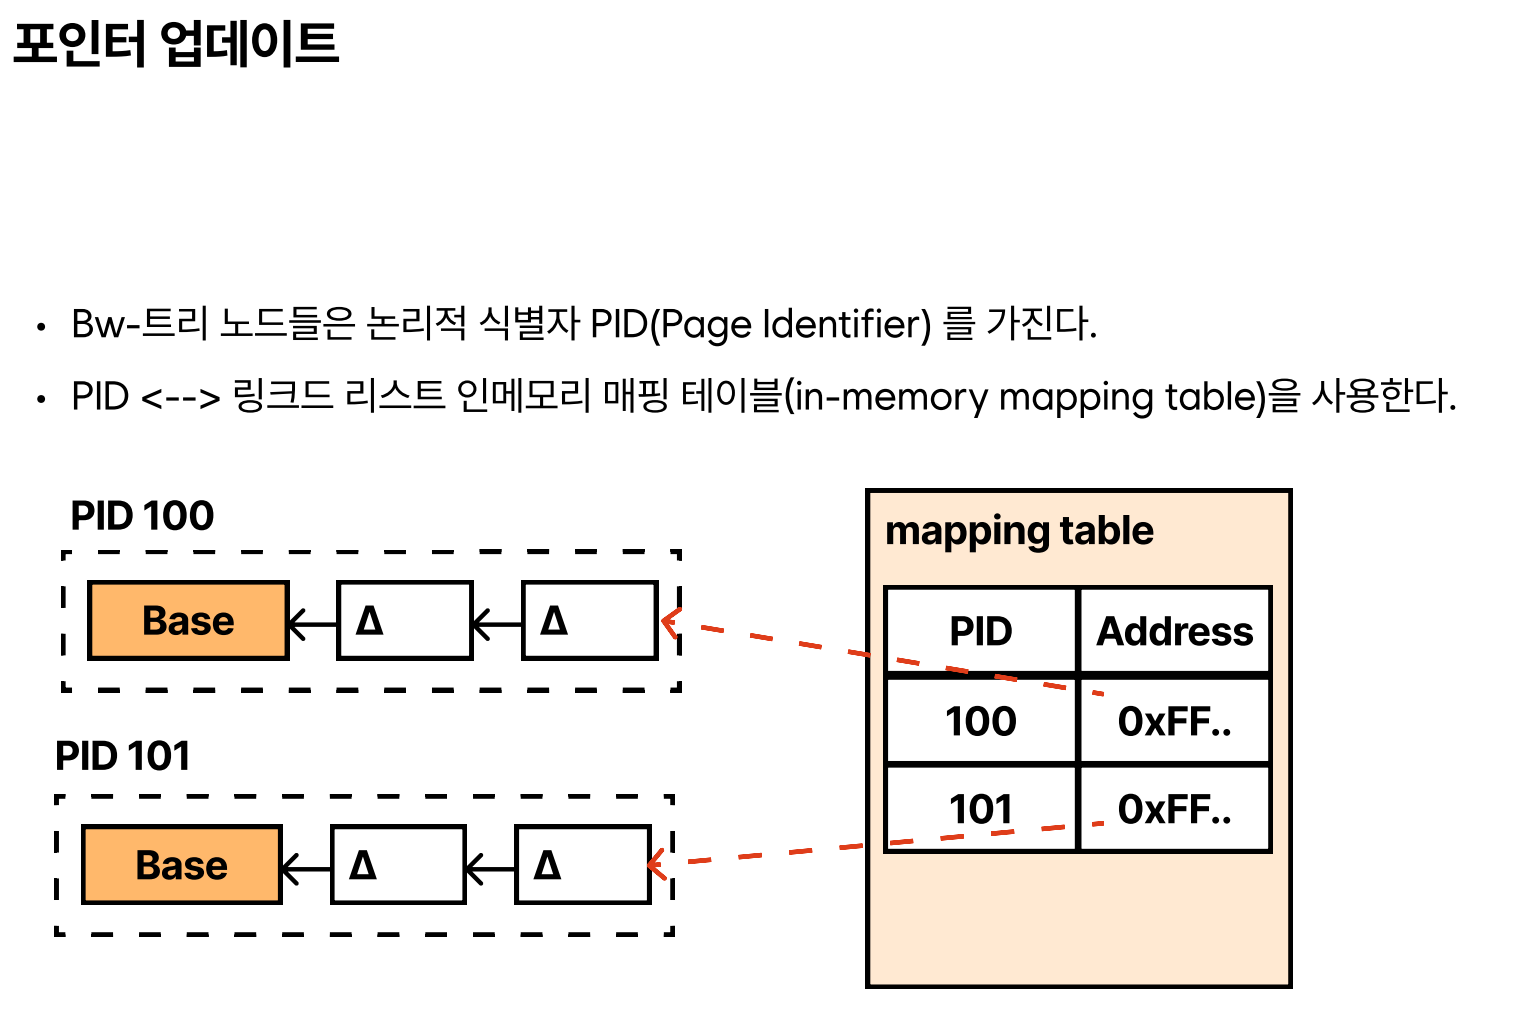 포인터 업데이트
• Bw-트리 노드들은 논리적 식별자 PID(Page Identifier) 를 가진다.
• PID <--> 링크드 리스트 인메모리 매핑 테이블(in-memory mapping table)을 사용한다.
PID 100
Base Δ Δ
PID 101
Base Δ Δ
mapping table
PID Address
100 0xFF..
101 0xFF..